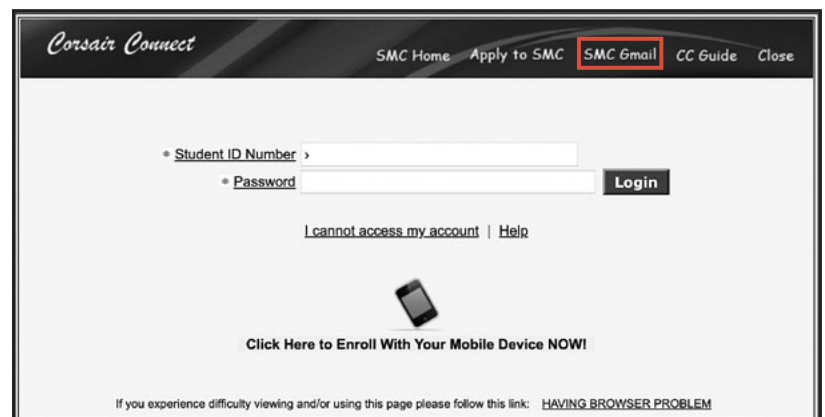 Corsair Connect
SMC Home Apply to SMC SMC Gmail CC Guide Close
* Student ID Number ›
* Password Login
I cannot access my account | Help
Click Here to Enroll With Your Mobile Device NOW!
If you experience difficulty viewing and/or using this page please follow this link: HAVING BROWSER PROBLEM